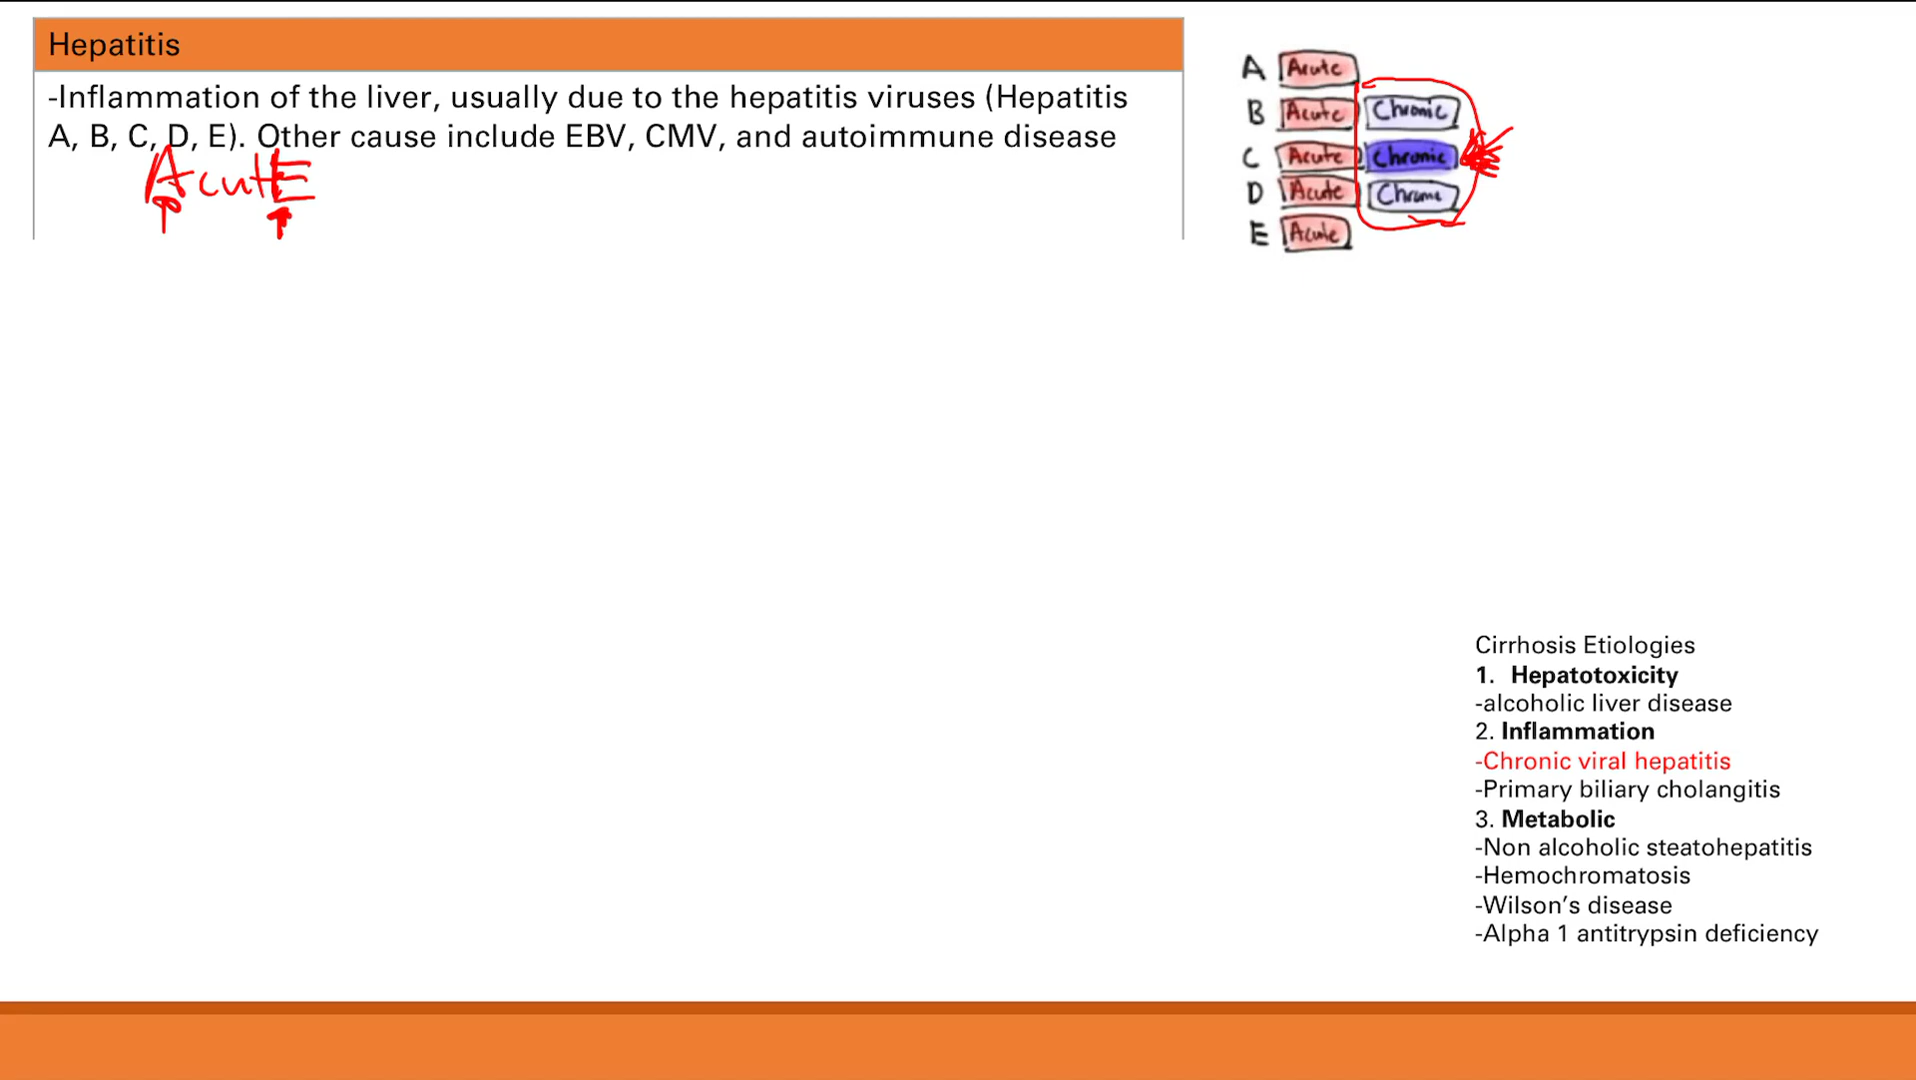 Hepatitis
-Inflammation of the liver, usually due to the hepatitis viruses (Hepatitis
A, B, C, D, E). Other cause include EBV, CMV, and autoimmune disease
AcutE
A Acute
B Acute Chronic
C Acute Chronic
D Acute Chronic
E Acute
Cirrhosis Etiologies
1. Hepatotoxicity
-alcoholic liver disease
2. Inflammation
-Chronic viral hepatitis
-Primary biliary cholangitis
3. Metabolic
-Non alcoholic steatohepatitis
-Hemochromatosis
-Wilson's disease
-Alpha 1 antitrypsin deficiency